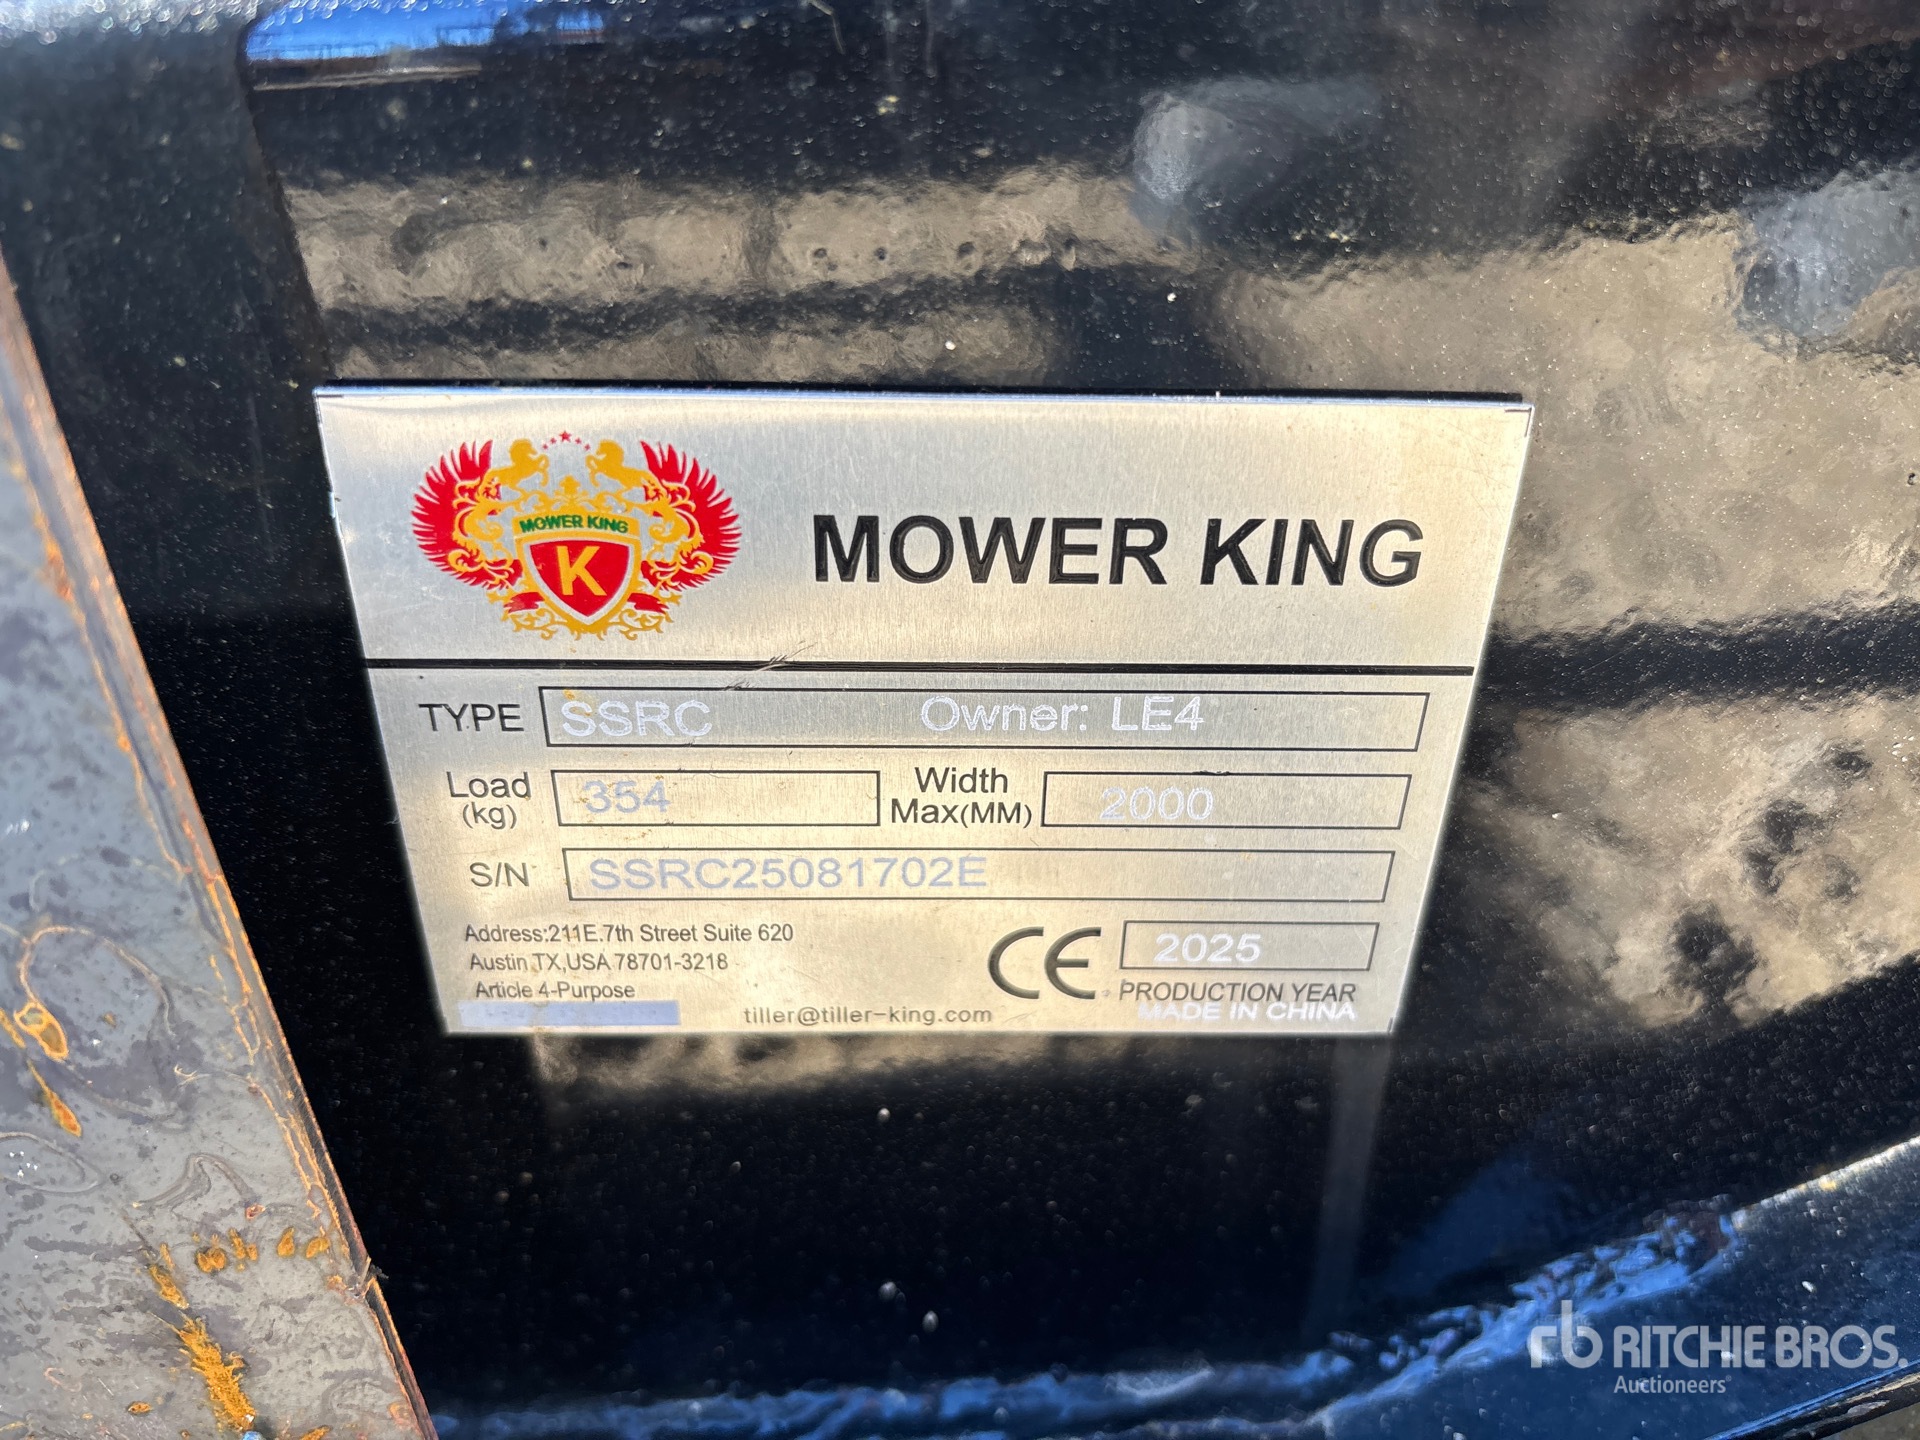 MOWER KING
K
MOWER KING
TYPE SSRC Owner: LE4
Load (kg) 354 Width Max(MM) 2000
S/N SSRC25081702E
Address:211E.7th Street Suite 620
Austin TX,USA 78701-3218
Article 4-Purpose
tiller@tiller-king.com
CE 2025
PRODUCTION YEAR
MADE IN CHINA
rb RITCHIE BROS.
Auctioneers